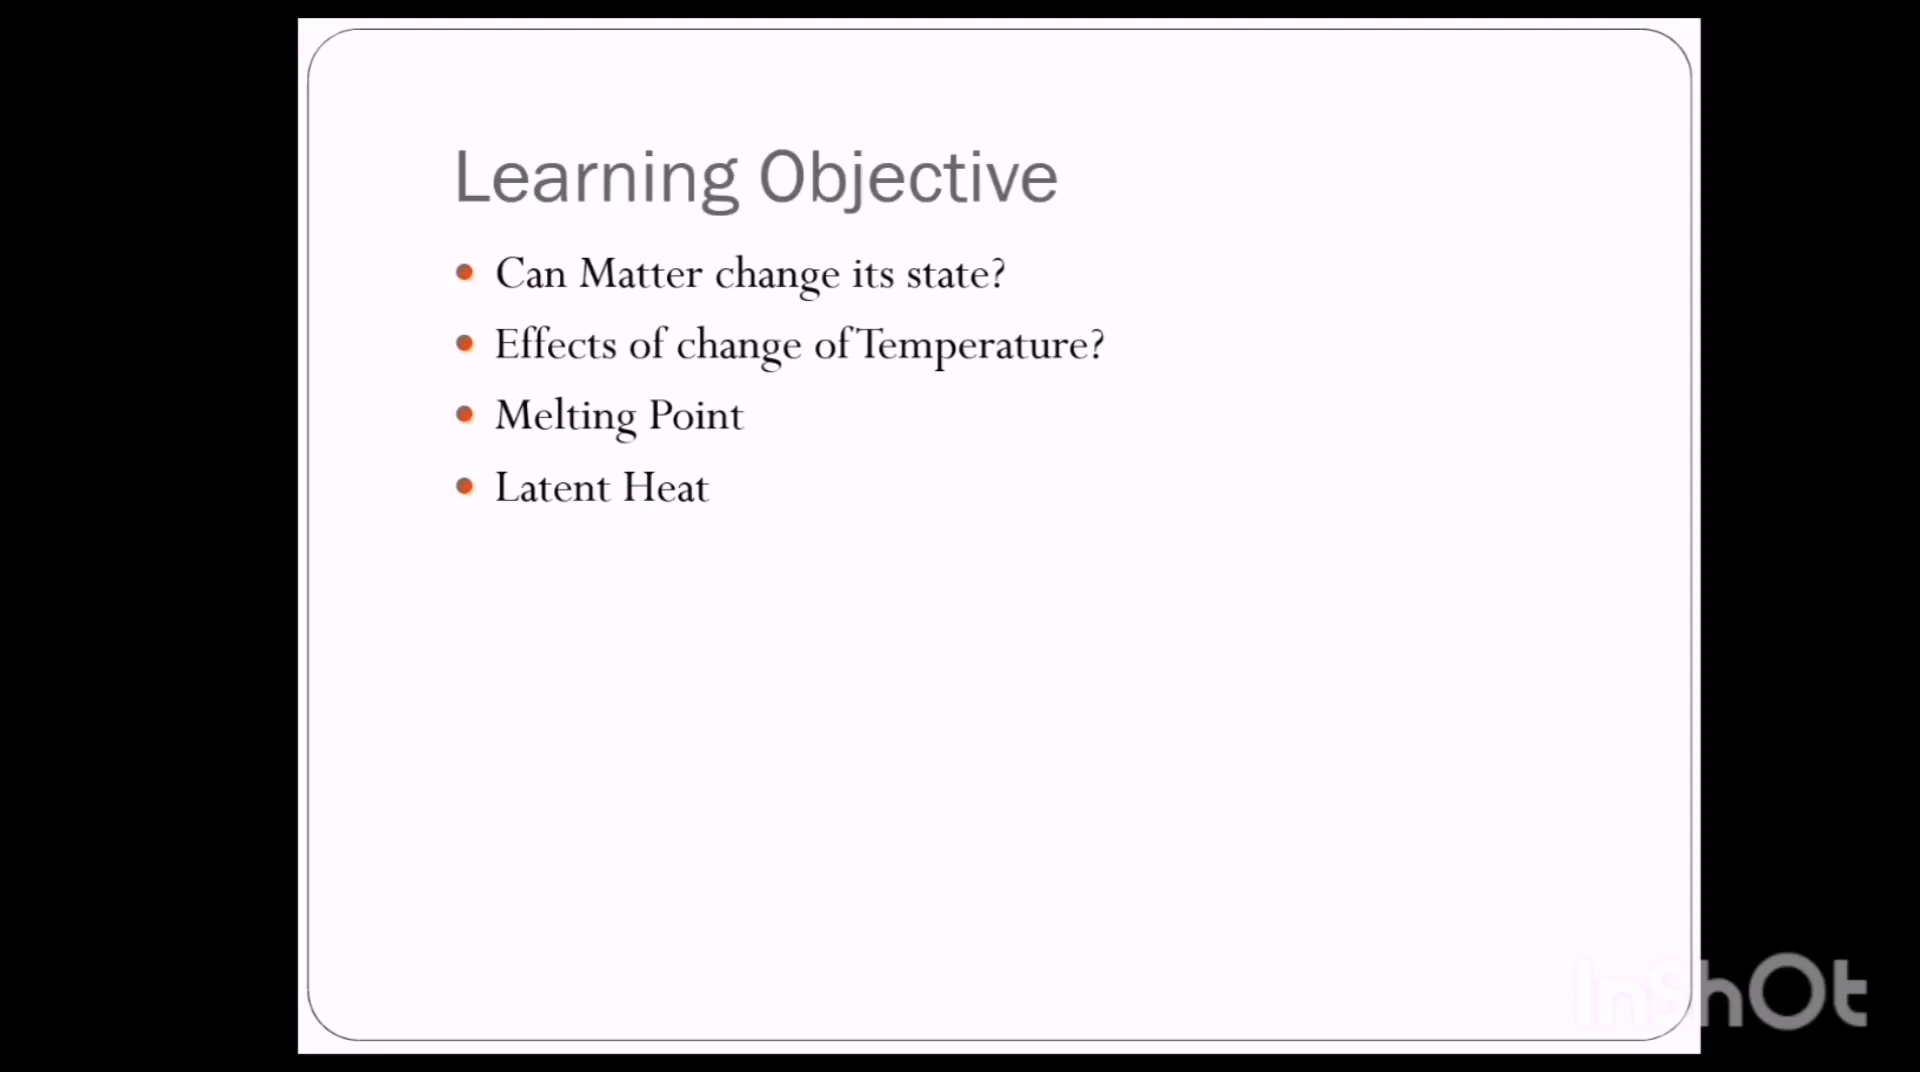 Learning Objective
Can Matter change its state?
Effects of change of Temperature?
Melting Point
Latent Heat
InShOt